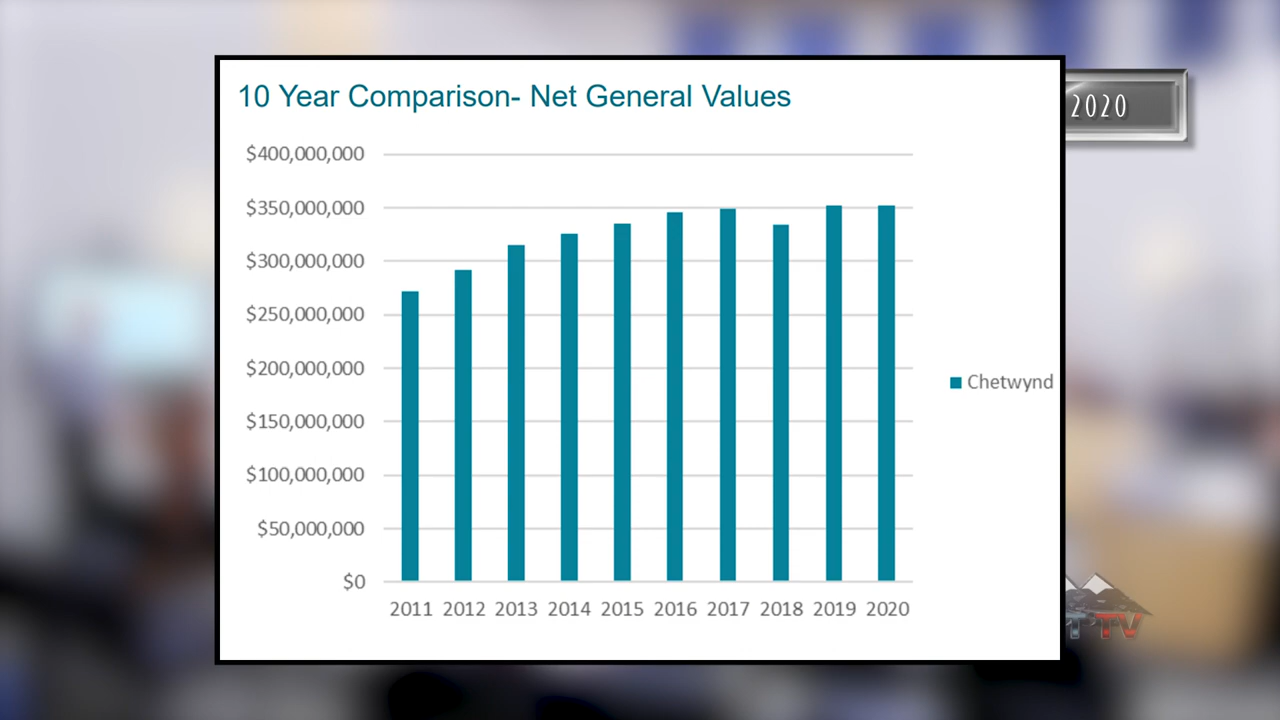 10 Year Comparison- Net General Values
2020
$400,000,000
$350,000,000
$300,000,000
$250,000,000
$200,000,000
$150,000,000
$100,000,000
$50,000,000
$0
2011 2012 2013 2014 2015 2016 2017 2018 2019 2020
Chetwynd
TV